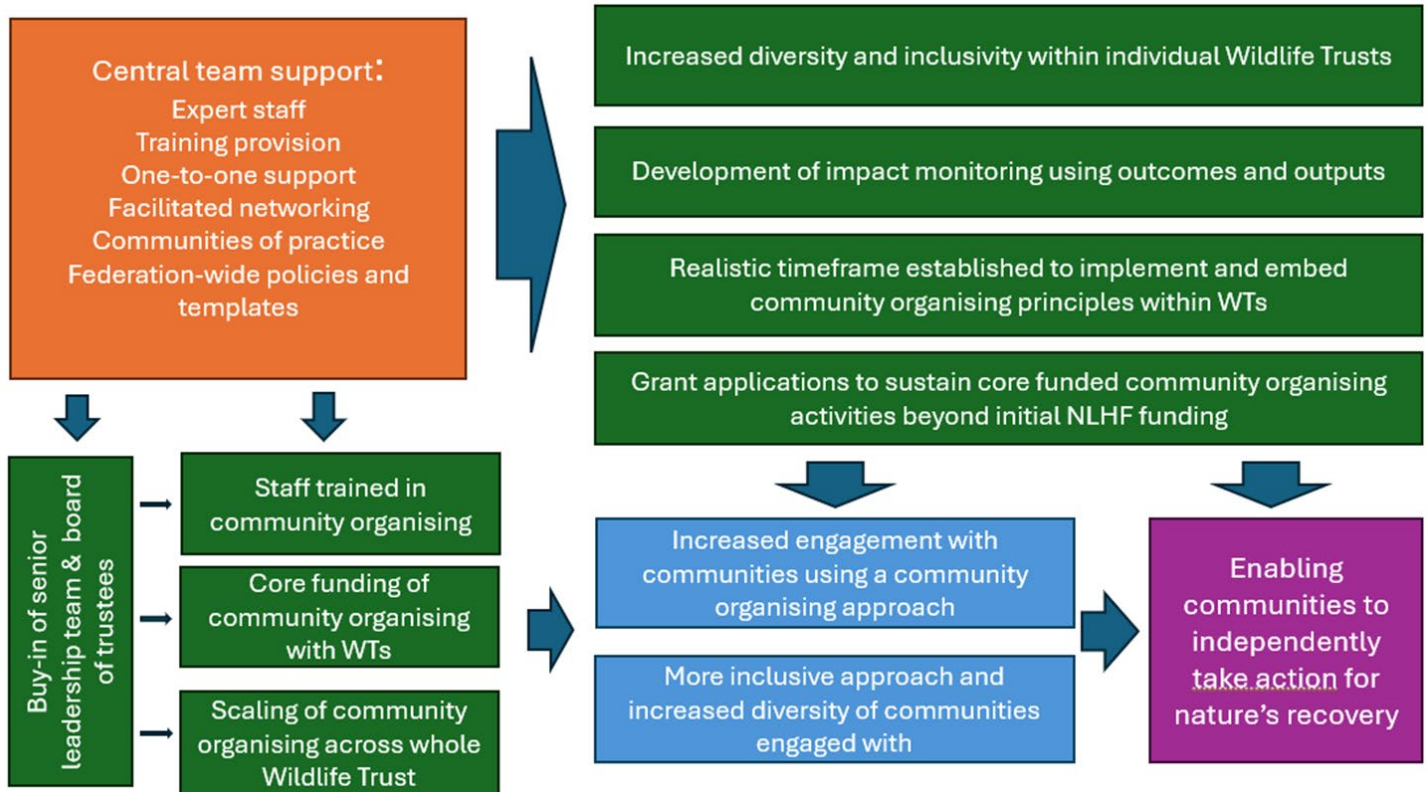 Central team support:
Expert staff
Training provision
One-to-one support
Facilitated networking
Communities of practice
Federation-wide policies and
templates
Increased diversity and inclusivity within individual Wildlife Trusts
Development of impact monitoring using outcomes and outputs
Realistic timeframe established to implement and embed
community organising principles within WTs
Grant applications to sustain core funded community organising
activities beyond initial NLHF funding
Buy-in of senior
leadership team & board
of trustees
Staff trained in
community organising
Core funding of
community organising
with WTs
Scaling of community
organising across whole
Wildlife Trust
Increased engagement with
communities using a community
organising approach
More inclusive approach and
increased diversity of communities
engaged with
Enabling
communities to
independently
take action for
nature's recovery